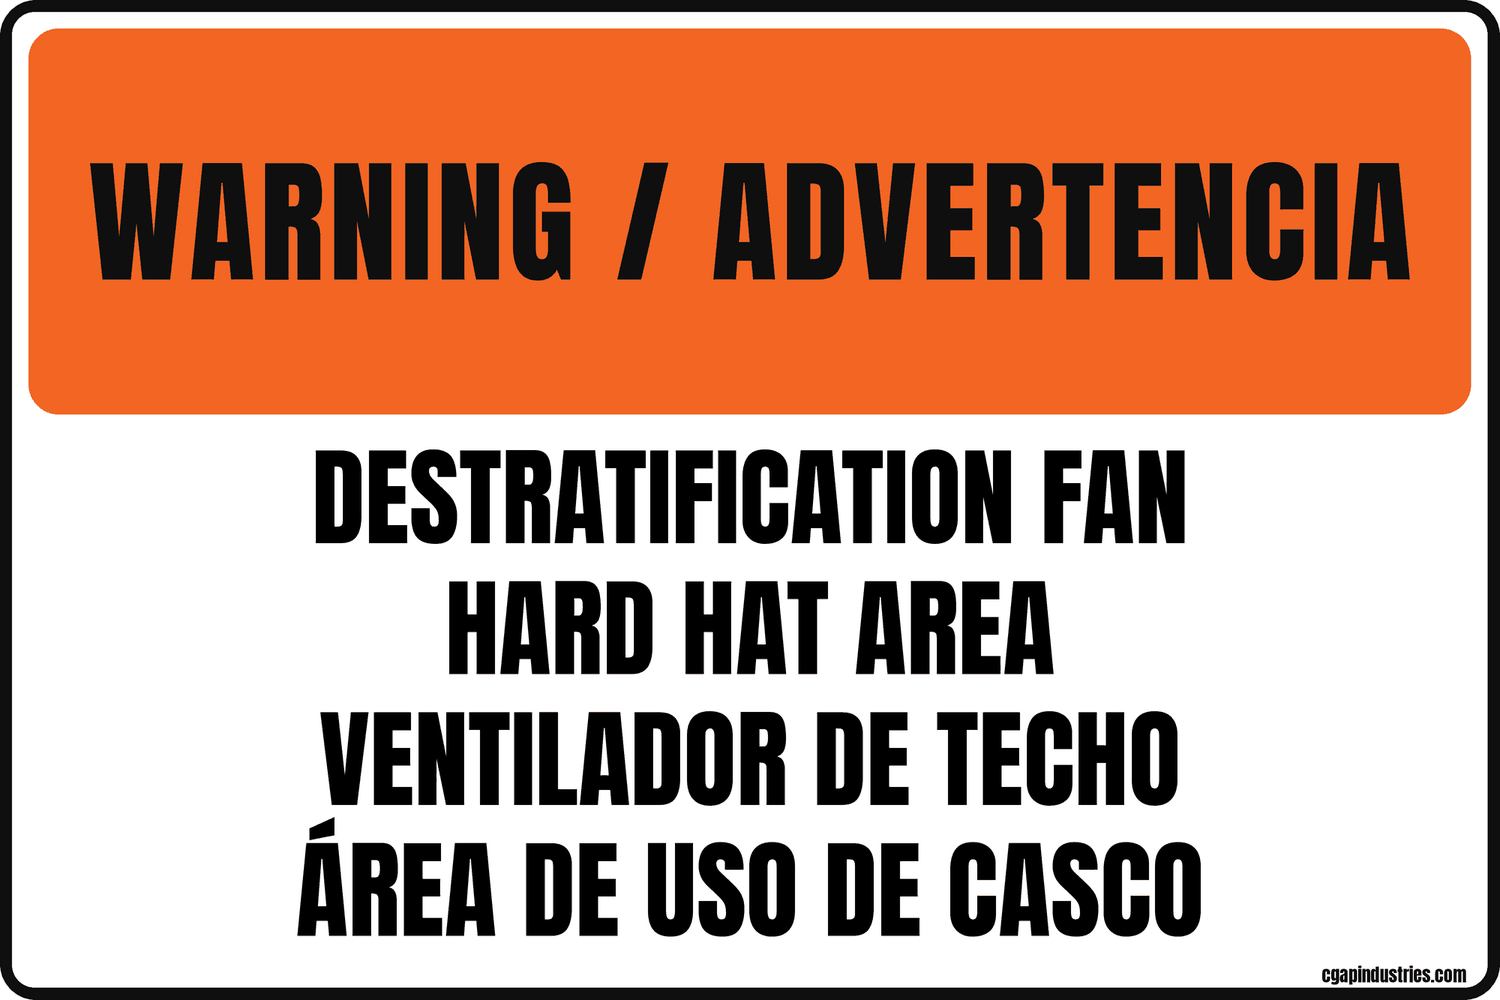 WARNING / ADVERTENCIA
DESTRATIFICATION FAN
HARD HAT AREA
VENTILADOR DE TECHO
ÁREA DE USO DE CASCO
cgapindustries.com